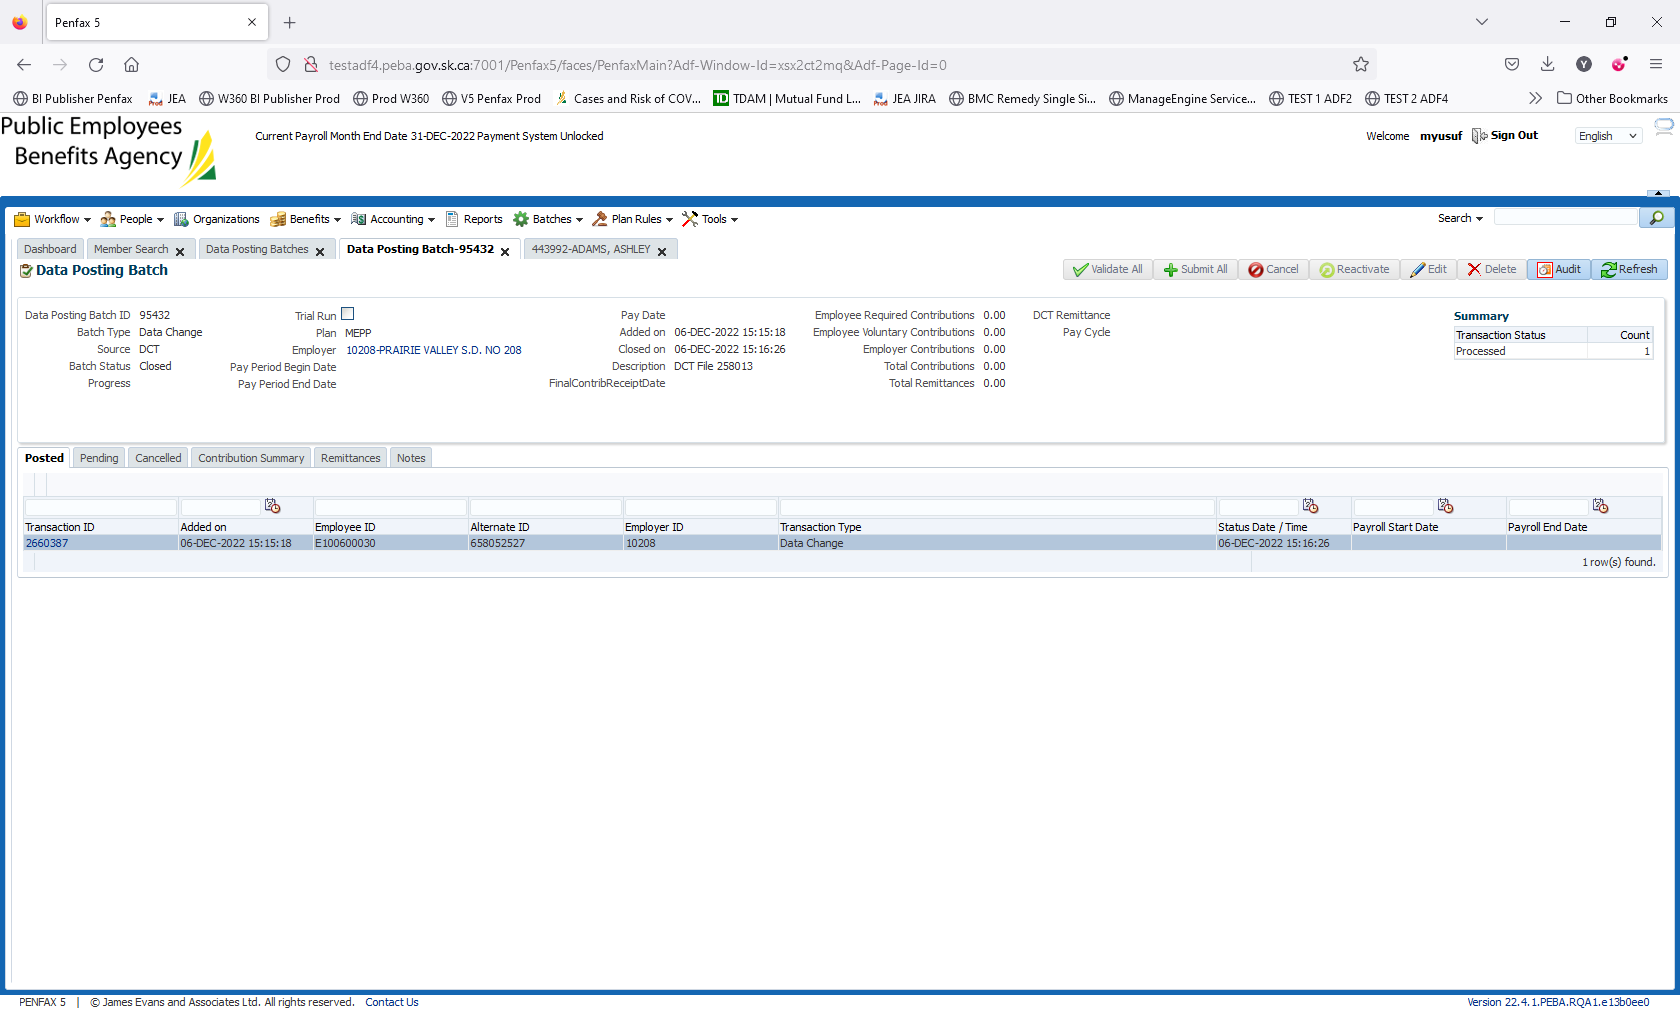 Penfax 5
testadf4.peba.gov.sk.ca:7001/Penfax5/faces/PenfaxMain?Adf-Window-Id=xsx2ct2mq&Adf-Page-Id=0
BI Publisher Penfax JEA W360 BI Publisher Prod Prod W360 V5 Penfax Prod Cases and Risk of COV... TD TDAM | Mutual Fund L... JEA JIRA BMC Remedy Single Si... ManageEngine Service... TEST 1 ADF2 TEST 2 ADF4 Other Bookmarks
Public Employees
Benefits Agency
Current Payroll Month End Date 31-DEC-2022 Payment System Unlocked
Welcome myusuf Sign Out English
Workflow People Organizations Benefits Accounting Reports Batches Plan Rules Tools Search
Dashboard Member Search Data Posting Batches Data Posting Batch-95432 443992-ADAMS, ASHLEY
Data Posting Batch
Validate All Submit All Cancel Reactivate Edit Delete Audit Refresh
Data Posting Batch ID 95432
Batch Type Data Change
Source DCT
Batch Status Closed
Progress
Trial Run
Plan MEPP
Employer 10208-PRAIRIE VALLEY S.D. NO 208
Pay Period Begin Date
Pay Period End Date
Pay Date
Added on 06-DEC-2022 15:15:18
Closed on 06-DEC-2022 15:16:26
Description DCT File 258013
FinalContribReceiptDate
Employee Required Contributions 0.00
Employee Voluntary Contributions 0.00
Employer Contributions 0.00
Total Contributions 0.00
Total Remittances 0.00
DCT Remittance
Pay Cycle
Summary
Transaction Status Count
Processed 1
Posted Pending Cancelled Contribution Summary Remittances Notes
Transaction ID Added on Employee ID Alternate ID Employer ID Transaction Type Status Date / Time Payroll Start Date Payroll End Date
2660387 06-DEC-2022 15:15:18 E100600030 658052527 10208 Data Change 06-DEC-2022 15:16:26
1 row(s) found.
PENFAX 5 | © James Evans and Associates Ltd. All rights reserved. Contact Us
Version 22.4.1.PEBA.RQA1.e13b0ee0